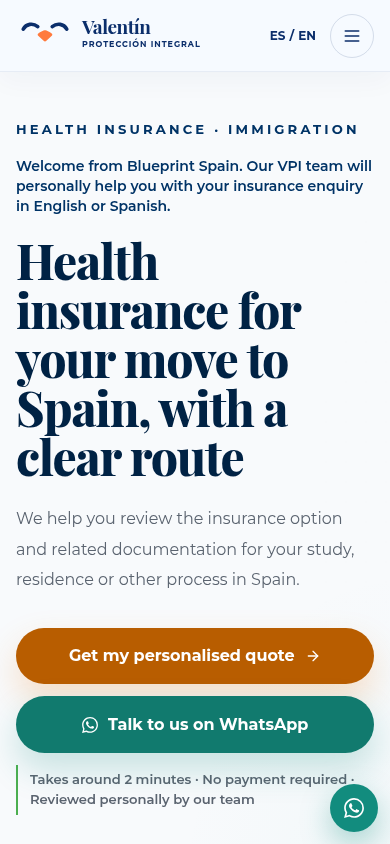 Valentín
PROTECCIÓN INTEGRAL
ES / EN
HEALTH INSURANCE · IMMIGRATION
Welcome from Blueprint Spain. Our VPI team will
personally help you with your insurance enquiry
in English or Spanish.
Health
insurance for
your move to
Spain, with a
clear route
We help you review the insurance option
and related documentation for your study,
residence or other process in Spain.
Get my personalised quote →
Talk to us on WhatsApp
Takes around 2 minutes · No payment required ·
Reviewed personally by our team